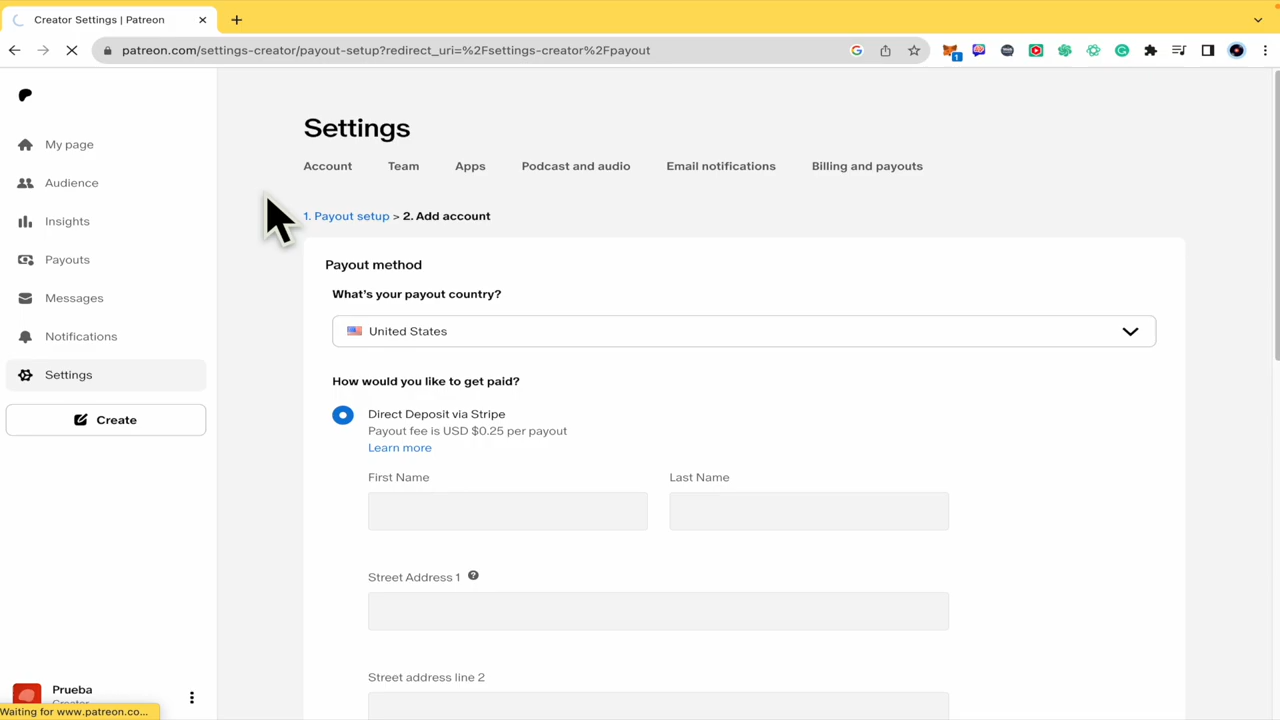 Creator Settings | Patreon
patreon.com/settings-creator/payout-setup?redirect_uri=%2Fsettings-creator%2Fpayout
1
My page
Audience
Insights
Payouts
Messages
Notifications
Settings
Create
Prueba
Creator
Waiting for www.patreon.co...
Settings
Account Team Apps Podcast and audio Email notifications Billing and payouts
1. Payout setup > 2. Add account
Payout method
What's your payout country?
United States
How would you like to get paid?
Direct Deposit via Stripe
Payout fee is USD $0.25 per payout
Learn more
First Name Last Name
Street Address 1 ?
Street address line 2